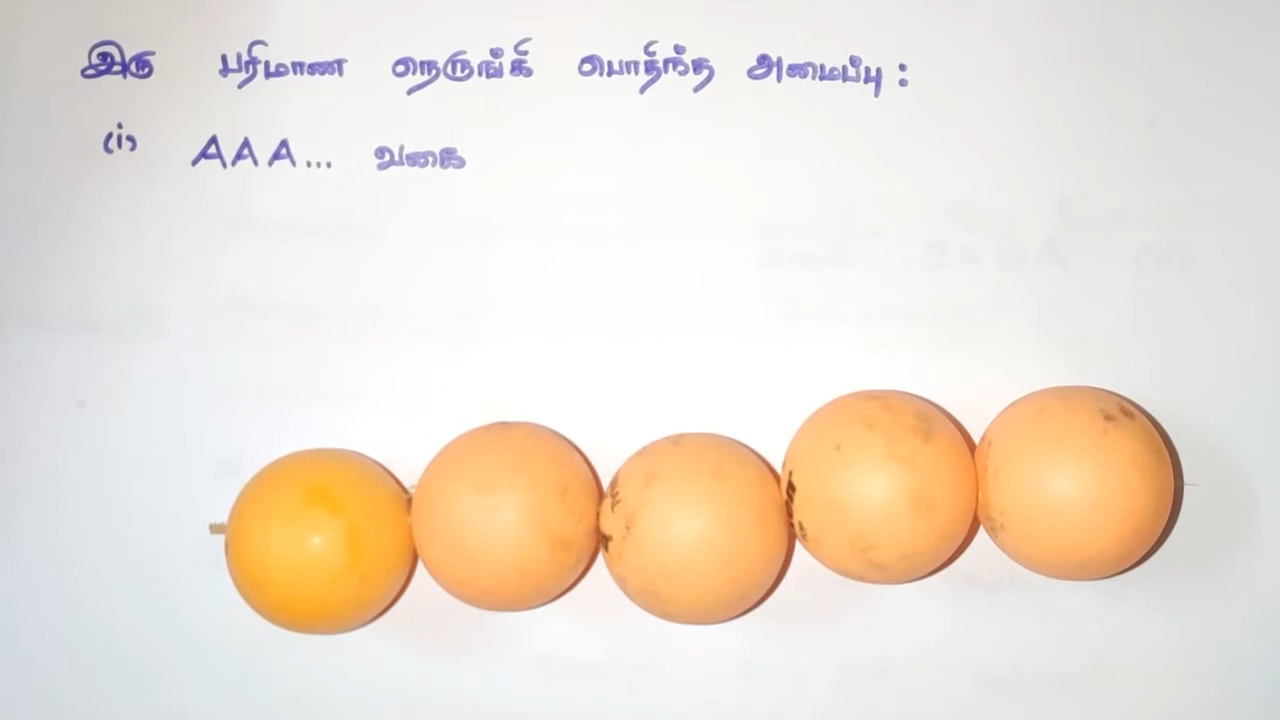 இரு பரிமாண நெருங்கி பொதிந்த அமைப்பு :
(i) AAA... வகை